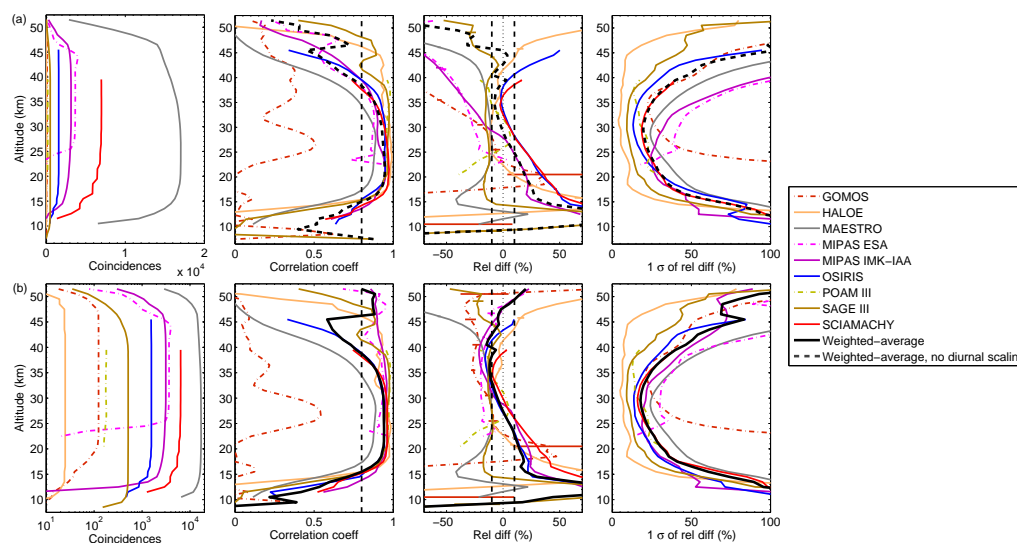 (a)
50
45
40
35
30
25
20
15
10
Altitude (km)
0 1 2
Coincidences
x 10^4
0 0.5 1
Correlation coeff
−50 0 50
Rel diff (%)
0 50 100
1 σ of rel diff (%)
(b)
50
45
40
35
30
25
20
15
10
Altitude (km)
10^1 10^2 10^3 10^4
Coincidences
0 0.5 1
Correlation coeff
−50 0 50
Rel diff (%)
0 50 100
1 σ of rel diff (%)
GOMOS
HALOE
MAESTRO
MIPAS ESA
MIPAS IMK−IAA
OSIRIS
POAM III
SAGE III
SCIAMACHY
Weighted−average
Weighted−average, no diurnal scaling